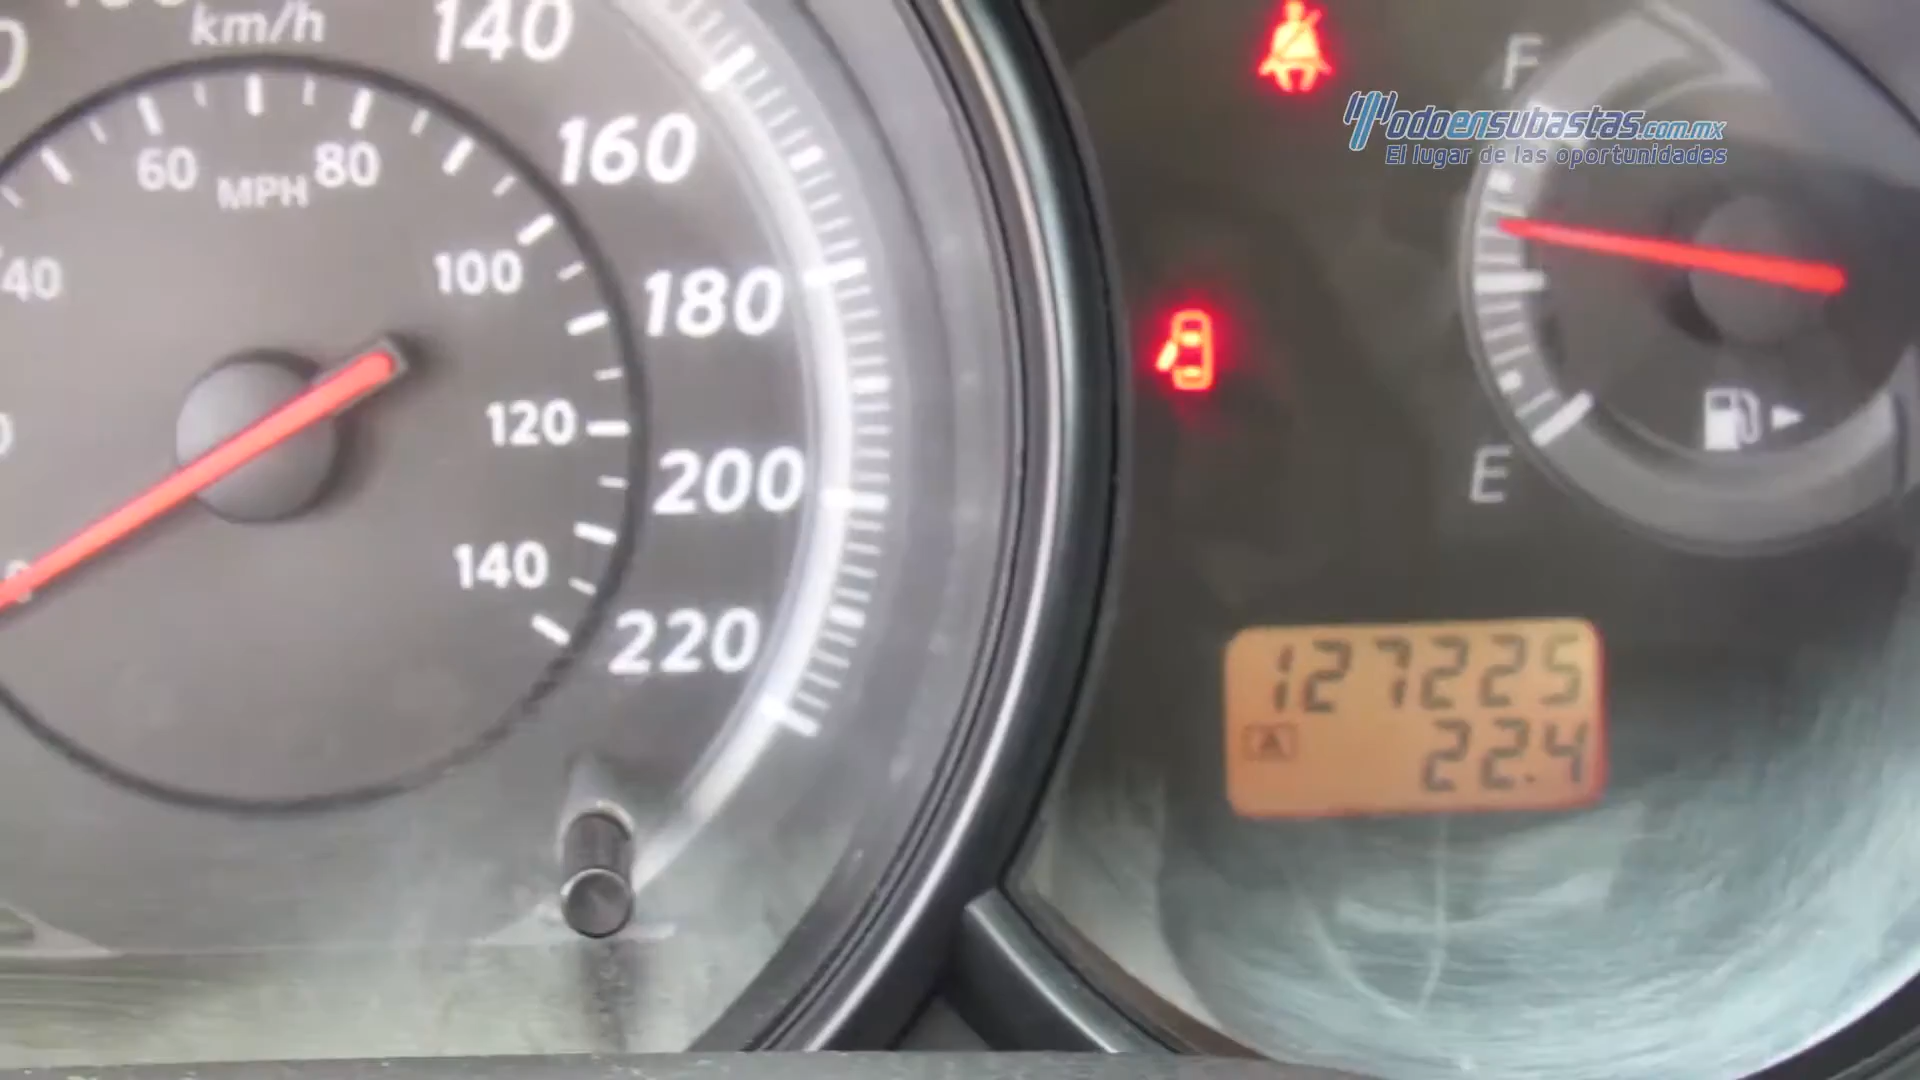 km/h
140
160
180
200
220
40
60
MPH
80
100
120
140
F
E
TodoenSubastas.com.mx
El lugar de las oportunidades
127225
A
22.4